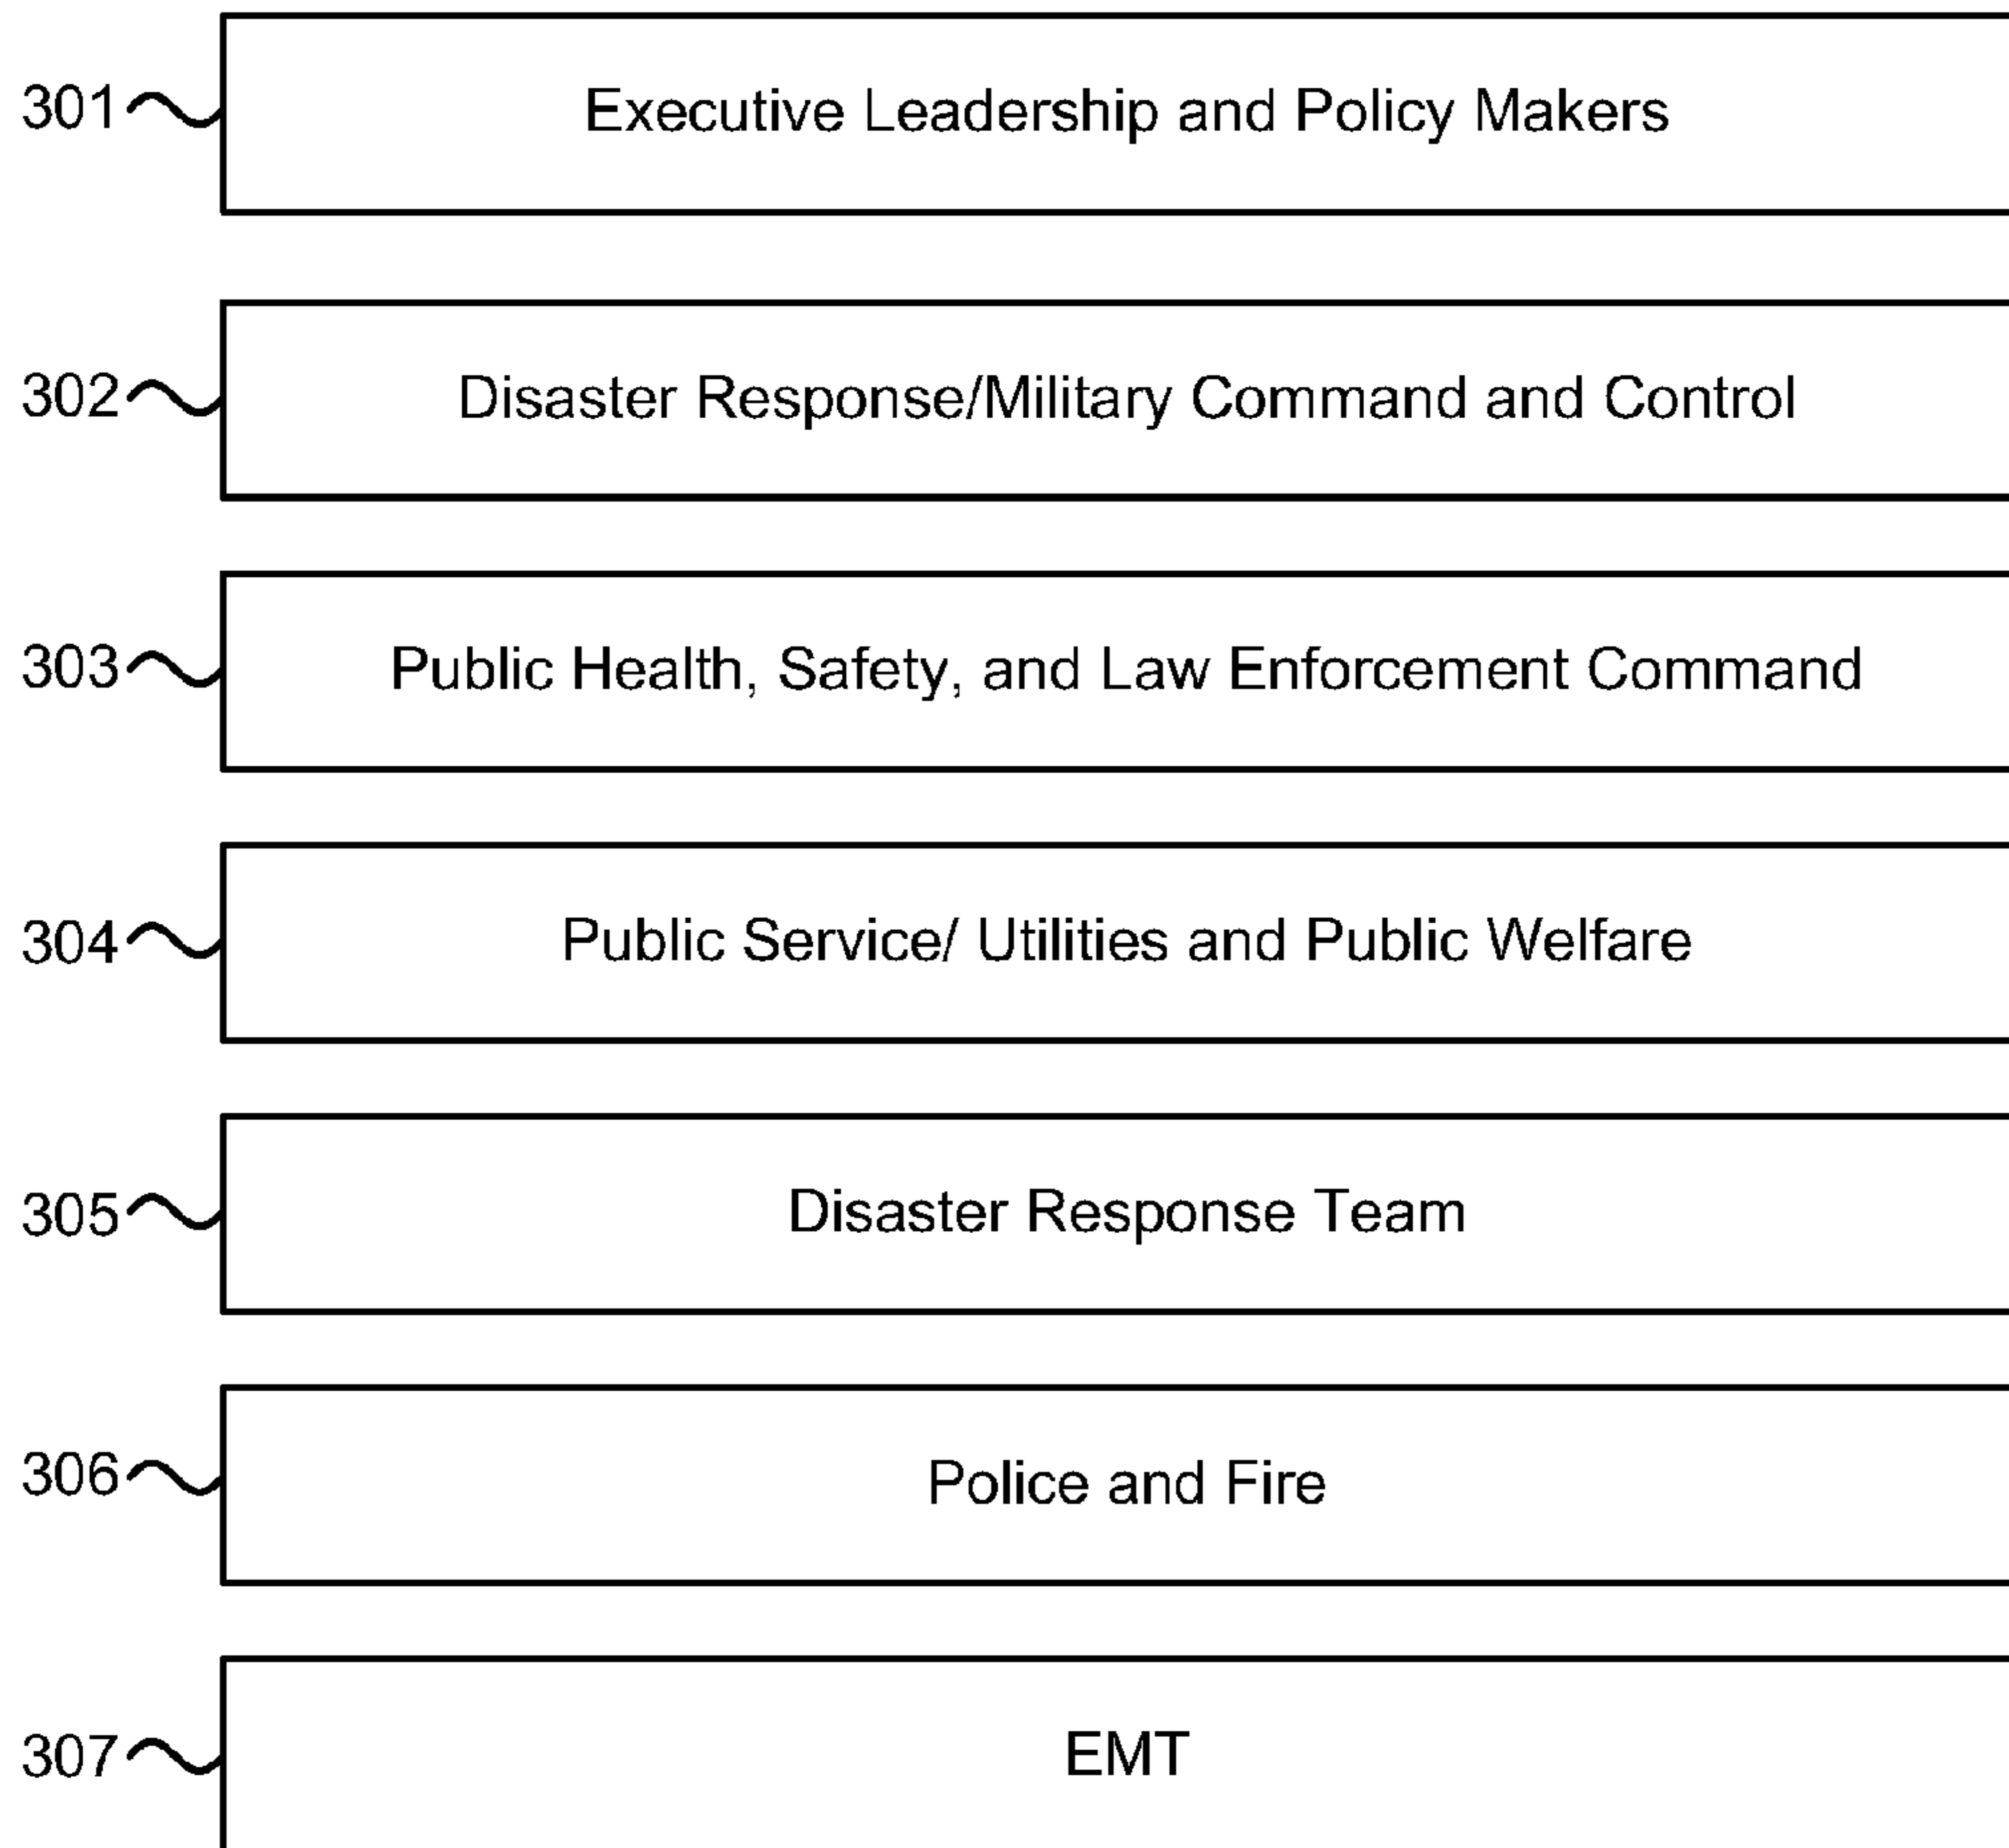 301 Executive Leadership and Policy Makers
302 Disaster Response/Military Command and Control
303 Public Health, Safety, and Law Enforcement Command
304 Public Service/ Utilities and Public Welfare
305 Disaster Response Team
306 Police and Fire
307 EMT